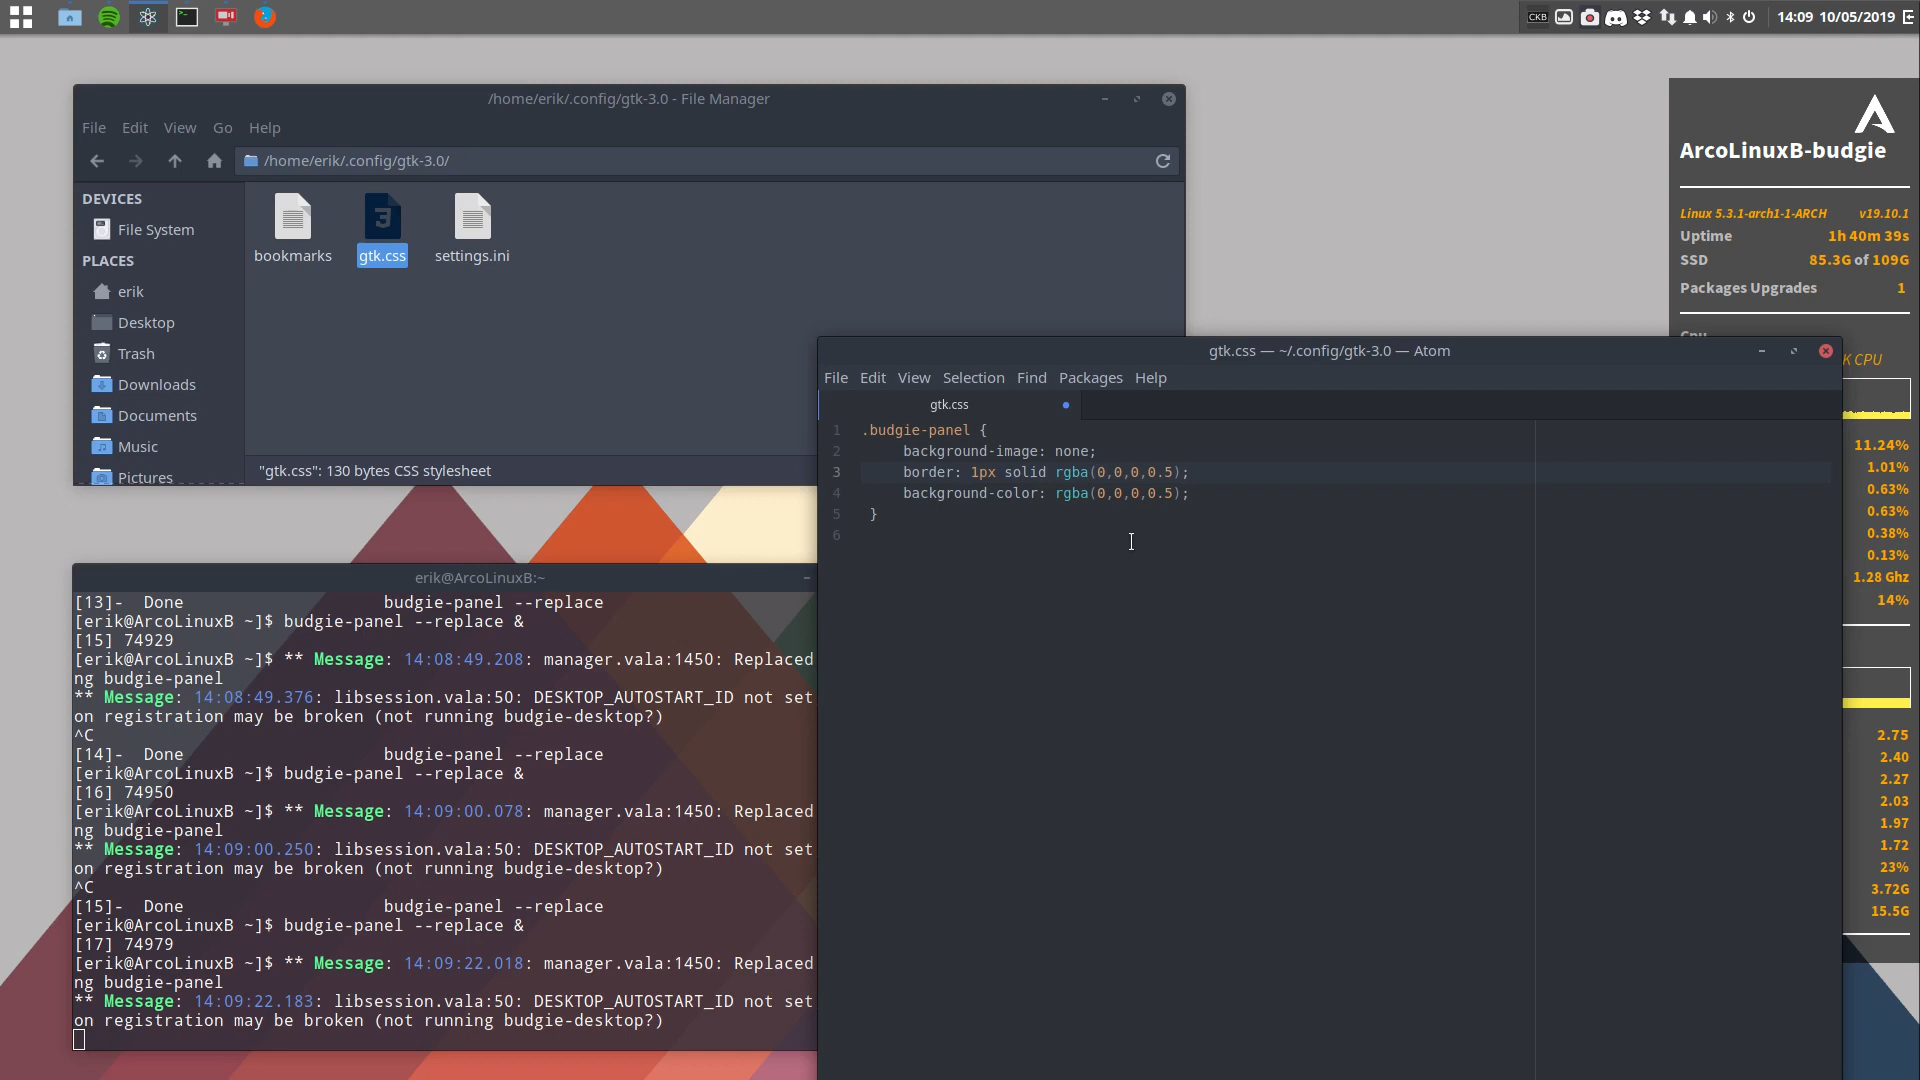 CKB 14:09 10/05/2019
/home/erik/.config/gtk-3.0 - File Manager
File Edit View Go Help
/home/erik/.config/gtk-3.0/
DEVICES
File System
PLACES
erik
Desktop
Trash
Downloads
Documents
Music
Pictures
3
bookmarks gtk.css settings.ini
"gtk.css": 130 bytes CSS stylesheet
erik@ArcoLinuxB:~
[13]- Done budgie-panel --replace
[erik@ArcoLinuxB ~]$ budgie-panel --replace &
[15] 74929
[erik@ArcoLinuxB ~]$ ** Message: 14:08:49.208: manager.vala:1450: Replaced
ng budgie-panel
** Message: 14:08:49.376: libsession.vala:50: DESKTOP_AUTOSTART_ID not set
on registration may be broken (not running budgie-desktop?)
^C
[14]- Done budgie-panel --replace
[erik@ArcoLinuxB ~]$ budgie-panel --replace &
[16] 74950
[erik@ArcoLinuxB ~]$ ** Message: 14:09:00.078: manager.vala:1450: Replaced
ng budgie-panel
** Message: 14:09:00.250: libsession.vala:50: DESKTOP_AUTOSTART_ID not set
on registration may be broken (not running budgie-desktop?)
^C
[15]- Done budgie-panel --replace
[erik@ArcoLinuxB ~]$ budgie-panel --replace &
[17] 74979
[erik@ArcoLinuxB ~]$ ** Message: 14:09:22.018: manager.vala:1450: Replaced
ng budgie-panel
** Message: 14:09:22.183: libsession.vala:50: DESKTOP_AUTOSTART_ID not set
on registration may be broken (not running budgie-desktop?)
gtk.css — ~/.config/gtk-3.0 — Atom
File Edit View Selection Find Packages Help
gtk.css
1 .budgie-panel {
2 background-image: none;
3 border: 1px solid rgba(0,0,0,0.5);
4 background-color: rgba(0,0,0,0.5);
5 }
6
ArcoLinuxB-budgie
Linux 5.3.1-arch1-1-ARCH v19.10.1
Uptime 1h 40m 39s
SSD 85.3G of 109G
Packages Upgrades 1
Cpu
K CPU
11.24%
1.01%
0.63%
0.63%
0.38%
0.13%
1.28 Ghz
14%
2.75
2.40
2.27
2.03
1.97
1.72
23%
3.72G
15.5G